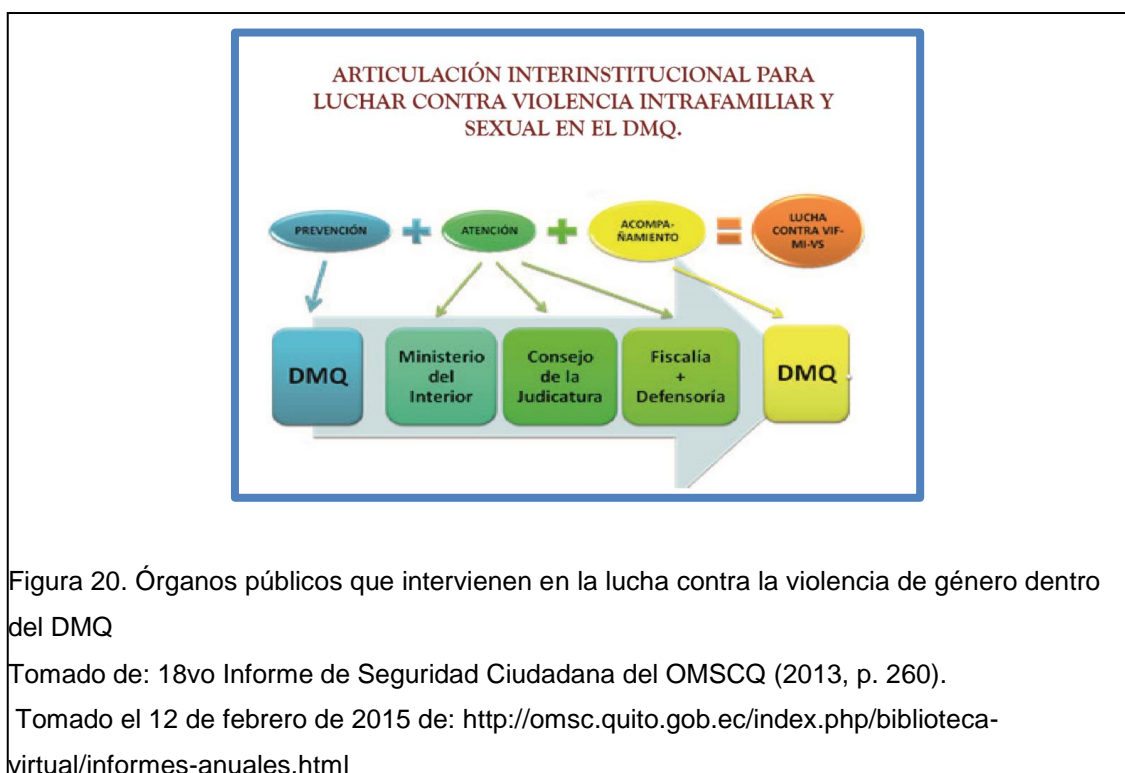 ARTICULACIÓN INTERINSTITUCIONAL PARA
LUCHAR CONTRA VIOLENCIA INTRAFAMILIAR Y
SEXUAL EN EL DMQ.
PREVENCIÓN
ATENCIÓN
ACOMPA-
ÑAMIENTO
LUCHA
CONTRA VIF-
MI-VS
DMQ
Ministerio
del
Interior
Consejo
de la
Judicatura
Fiscalía
+
Defensoría
DMQ
Figura 20. Órganos públicos que intervienen en la lucha contra la violencia de género dentro
del DMQ
Tomado de: 18vo Informe de Seguridad Ciudadana del OMSCQ (2013, p. 260).
Tomado el 12 de febrero de 2015 de: http://omsc.quito.gob.ec/index.php/biblioteca-
virtual/informes-anuales.html